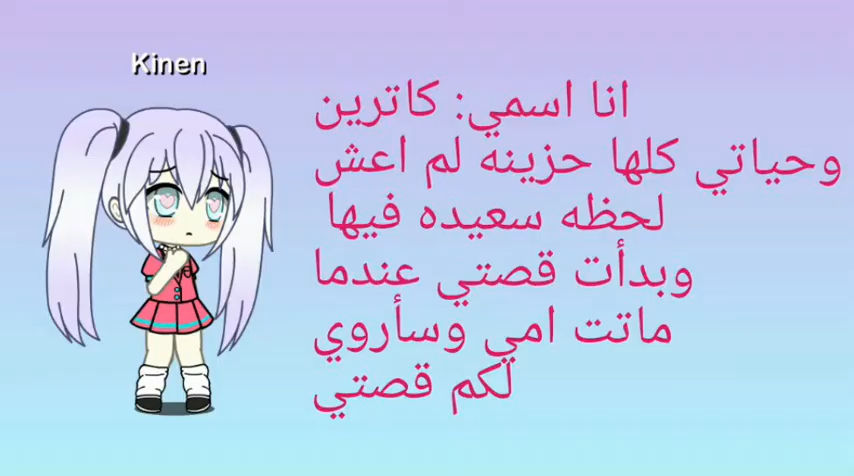 Kinen
انا اسمي: كاترين
وحياتي كلها حزينه لم اعش
لحظه سعيده فيها
وبدأت قصتي عندما
ماتت امي وسأروي
لكم قصتي